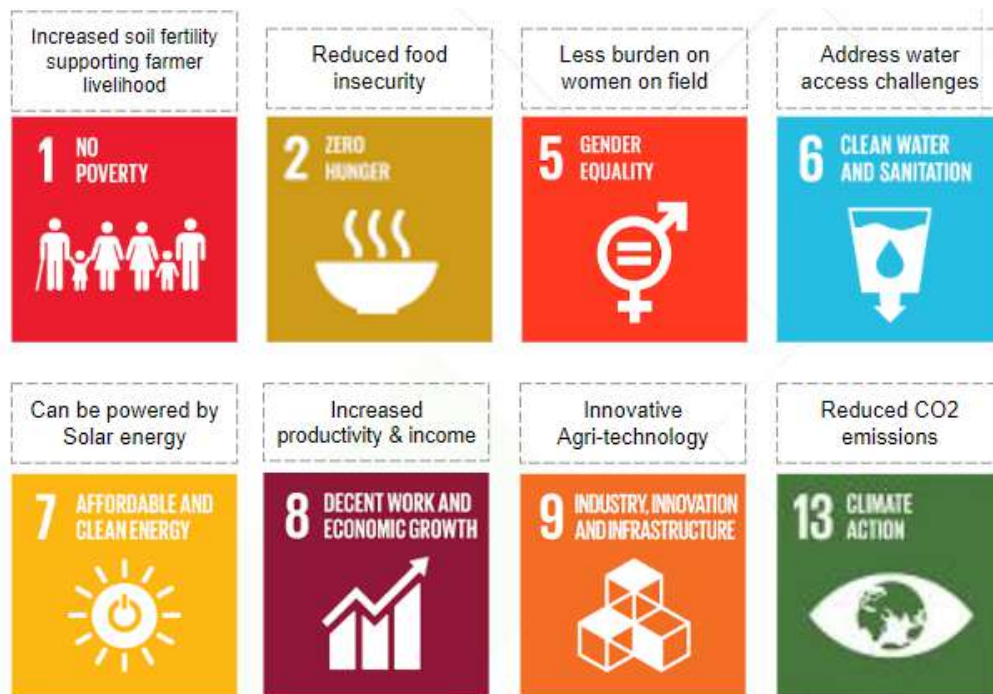 Increased soil fertility
supporting farmer
livelihood
Reduced food
insecurity
Less burden on
women on field
Address water
access challenges
1 NO
POVERTY
2 ZERO
HUNGER
5 GENDER
EQUALITY
6 CLEAN WATER
AND SANITATION
Can be powered by
Solar energy
Increased
productivity & income
Innovative
Agri-technology
Reduced CO2
emissions
7 AFFORDABLE AND
CLEAN ENERGY
8 DECENT WORK AND
ECONOMIC GROWTH
9 INDUSTRY, INNOVATION
AND INFRASTRUCTURE
13 CLIMATE
ACTION